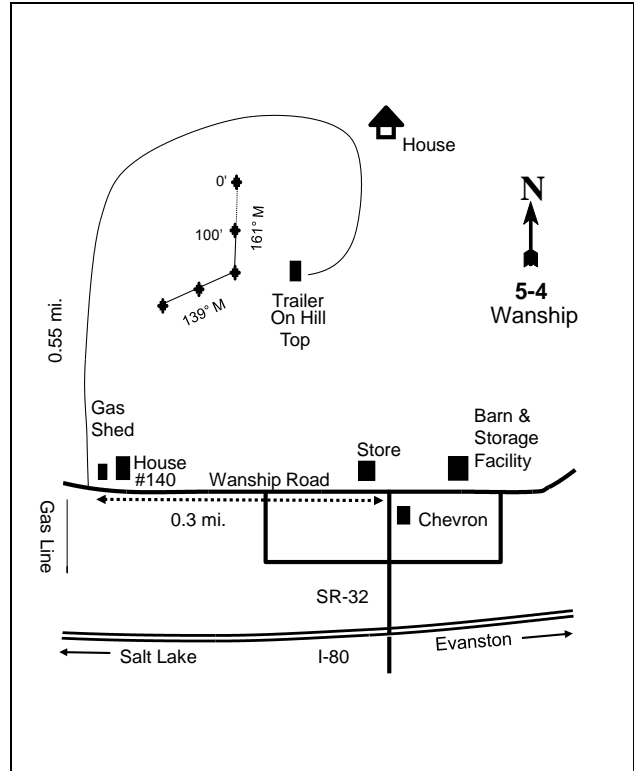 House
N
0'
161° M
100'
5-4
Wanship
139° M
Trailer
On Hill
Top
0.55 mi.
Gas
Shed
House
#140
Wanship Road
Store
Barn &
Storage
Facility
0.3 mi.
Chevron
Gas Line
SR-32
Salt Lake
I-80
Evanston